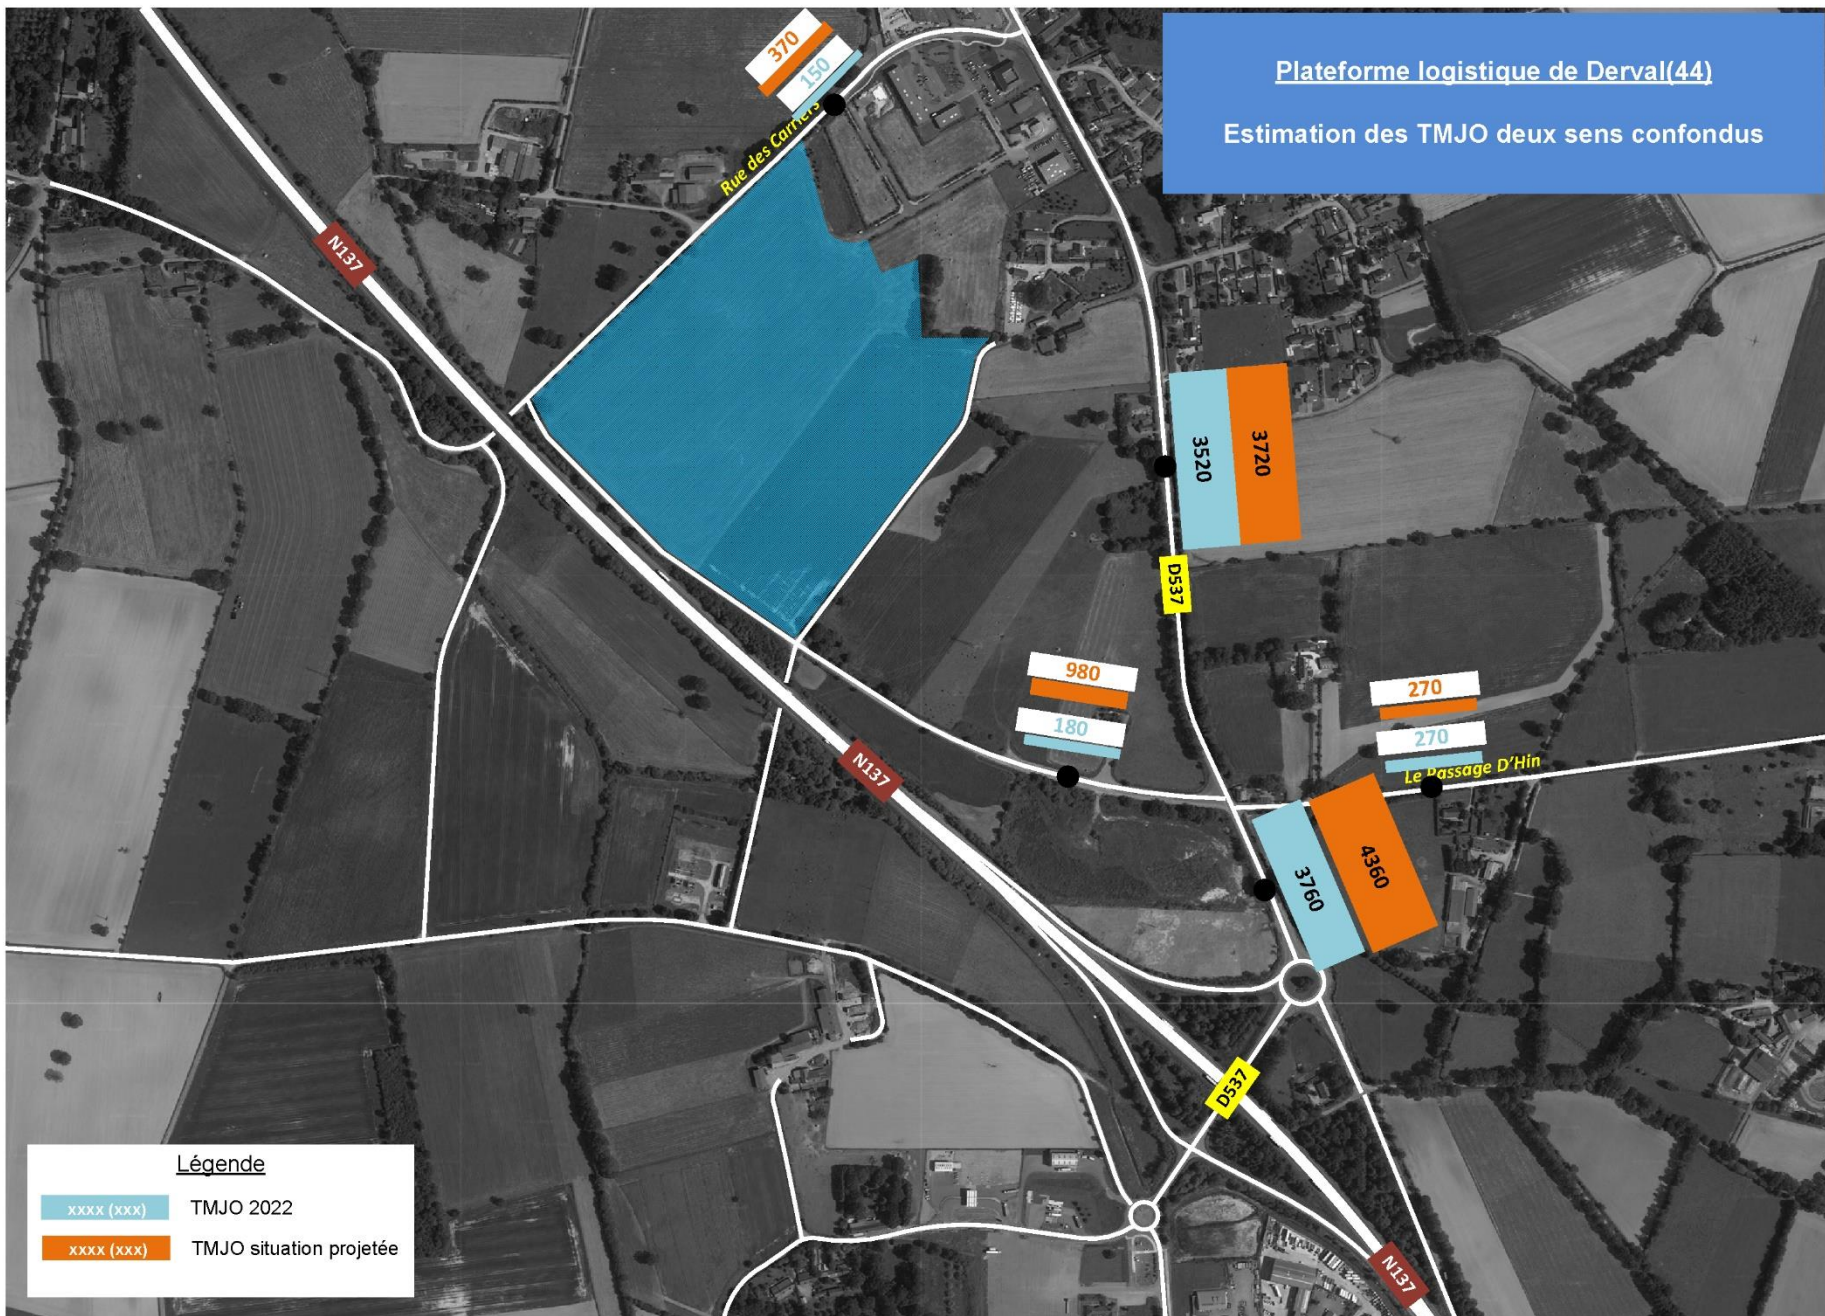 Plateforme logistique de Derval(44)
Estimation des TMJO deux sens confondus
370
150
Rue des Carriers
N137
3520
3720
D537
980
180
270
270
Le Passage D'Hin
N137
3760
4360
D537
N137
Légende
xxxx (xxx) TMJO 2022
xxxx (xxx) TMJO situation projetée